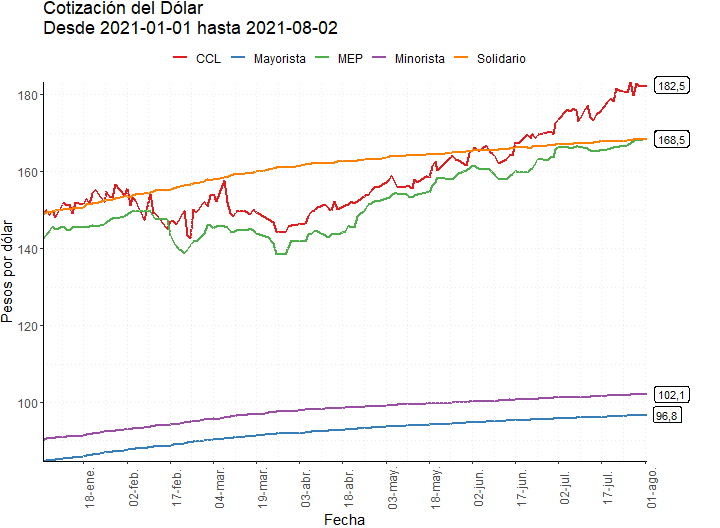 Cotización del Dólar
Desde 2021-01-01 hasta 2021-08-02
CCL Mayorista MEP Minorista Solidario
Pesos por dólar
180
160
140
120
100
182,5
168,5
102,1
96,8
18-ene.
02-feb.
17-feb.
04-mar.
19-mar.
03-abr.
18-abr.
03-may.
18-may.
02-jun.
17-jun.
02-jul.
17-jul.
01-ago.
Fecha